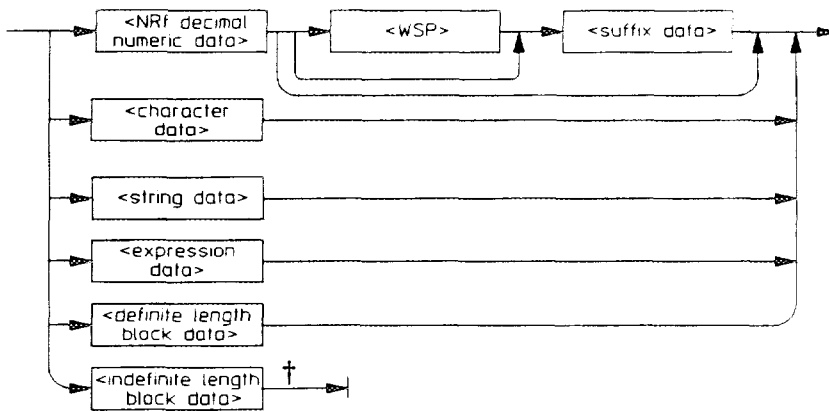 <NRf decimal
numeric data>
<WSP>
<suffix data>
<character
data>
<string data>
<expression
data>
<definite length
block data>
<indefinite length
block data>
†